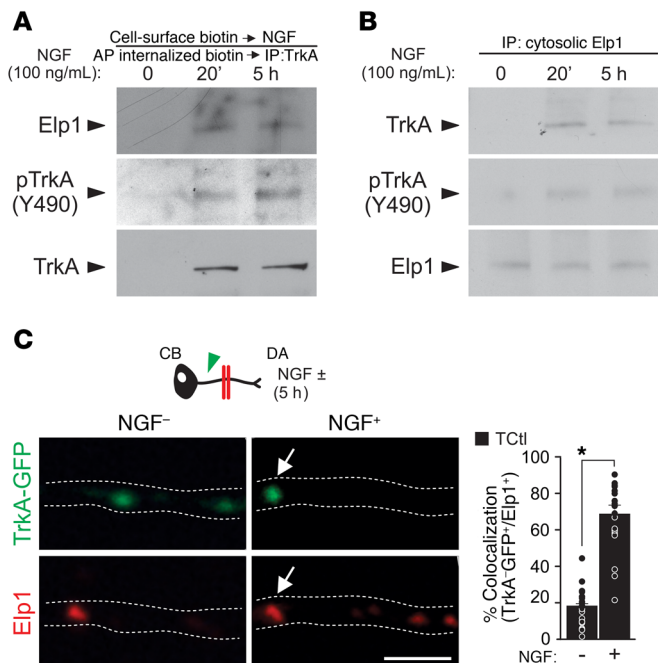 A
Cell-surface biotin → NGF
NGF AP internalized biotin → IP:TrkA
(100 ng/mL): 0 20' 5 h
Elp1
pTrkA
(Y490)
TrkA
B
NGF IP: cytosolic Elp1
(100 ng/mL): 0 20' 5 h
TrkA
pTrkA
(Y490)
Elp1
C
CB DA
NGF ±
(5 h)
NGF⁻ NGF⁺
TrkA-GFP
Elp1
TCtl
*
% Colocalization
(TrkA⁻GFP⁺/Elp1⁺)
100
80
60
40
20
0
NGF: - +